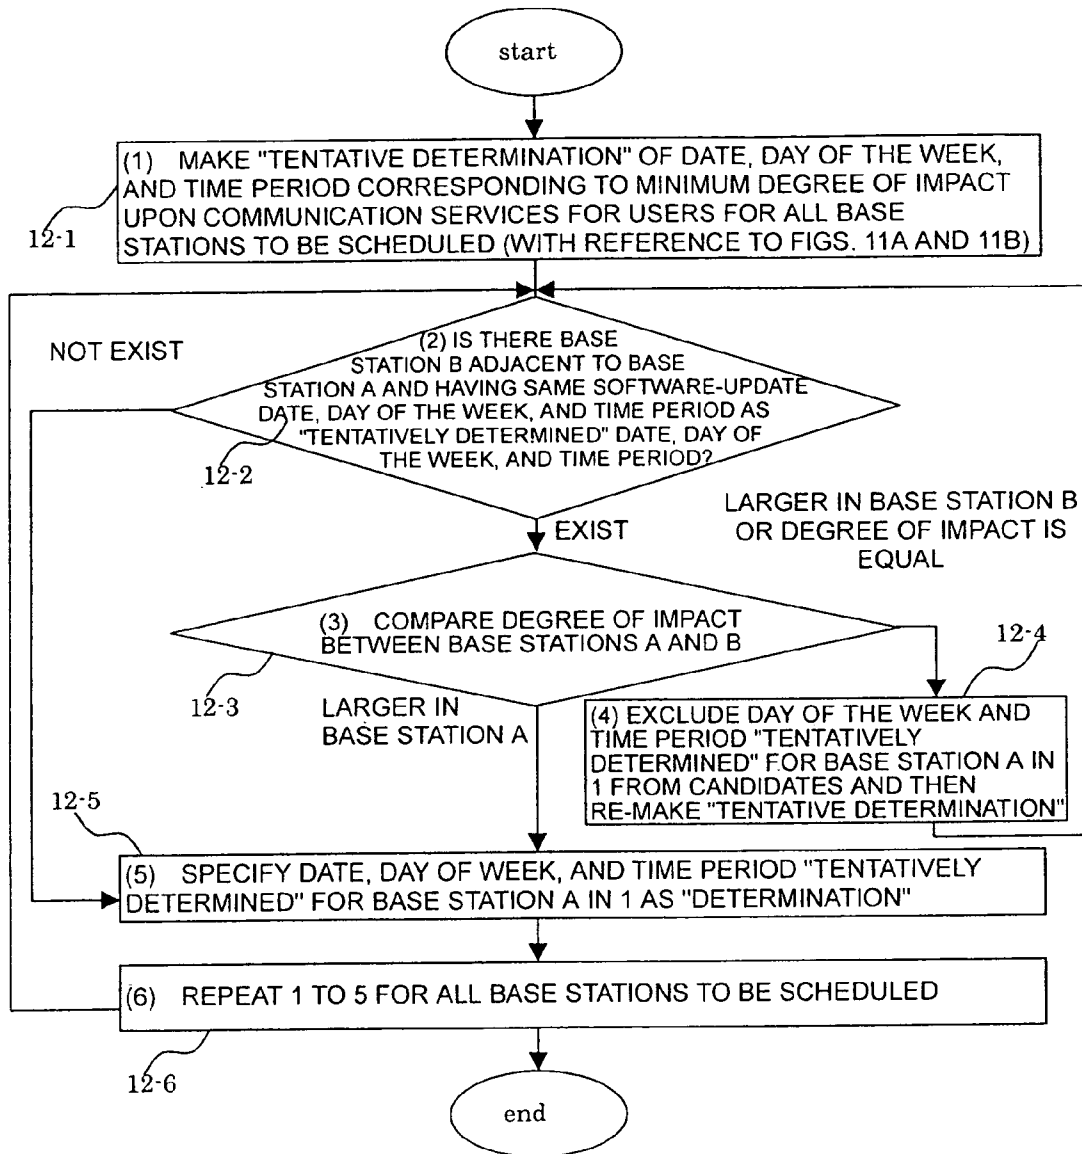 start
(1) MAKE "TENTATIVE DETERMINATION" OF DATE, DAY OF THE WEEK,
AND TIME PERIOD CORRESPONDING TO MINIMUM DEGREE OF IMPACT
UPON COMMUNICATION SERVICES FOR USERS FOR ALL BASE
STATIONS TO BE SCHEDULED (WITH REFERENCE TO FIGS. 11A AND 11B)
12-1
NOT EXIST
(2) IS THERE BASE
STATION B ADJACENT TO BASE
STATION A AND HAVING SAME SOFTWARE-UPDATE
DATE, DAY OF THE WEEK, AND TIME PERIOD AS
"TENTATIVELY DETERMINED" DATE, DAY OF
THE WEEK, AND TIME PERIOD?
12-2
EXIST
LARGER IN BASE STATION B
OR DEGREE OF IMPACT IS
EQUAL
(3) COMPARE DEGREE OF IMPACT
BETWEEN BASE STATIONS A AND B
12-3
12-4
LARGER IN
BASE STATION A
(4) EXCLUDE DAY OF THE WEEK AND
TIME PERIOD "TENTATIVELY
DETERMINED" FOR BASE STATION A IN
1 FROM CANDIDATES AND THEN
RE-MAKE "TENTATIVE DETERMINATION"
12-5
(5) SPECIFY DATE, DAY OF WEEK, AND TIME PERIOD "TENTATIVELY
DETERMINED" FOR BASE STATION A IN 1 AS "DETERMINATION"
(6) REPEAT 1 TO 5 FOR ALL BASE STATIONS TO BE SCHEDULED
12-6
end